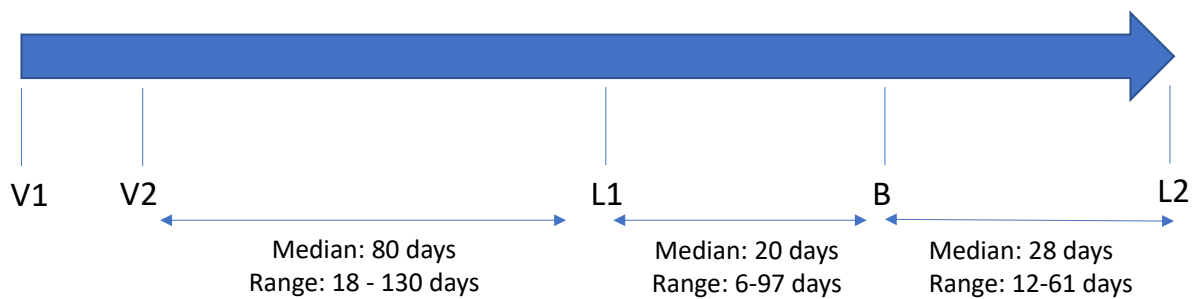 V1
V2
L1
B
L2
Median: 80 days
Range: 18 - 130 days
Median: 20 days
Range: 6-97 days
Median: 28 days
Range: 12-61 days